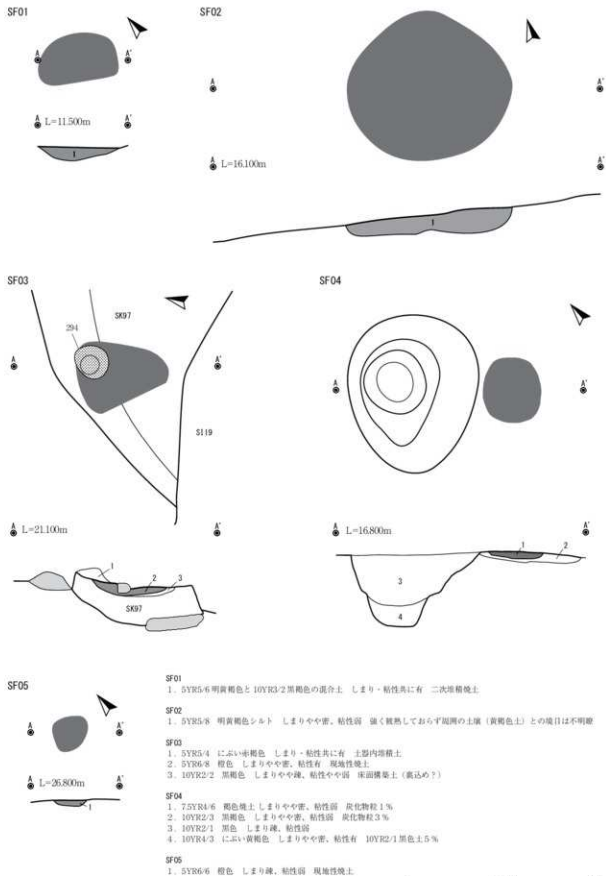 SF01
A A'
A L=11.500m A'
1
SF02
A A'
A L=16.100m A'
1
SF03
SK97
294
A A'
SI19
A L=21.100m A'
1 2 3
SK97
SF04
A A'
A L=16.800m A'
1 2
3
4
SF05
A A'
A L=26.800m A'
1
SF01
1. 5YR5/6 明黄褐色と 10YR3/2 黒褐色の混合土 しまり・粘性共に有 二次堆積焼土
SF02
1. 5YR5/8 明黄褐色シルト しまりやや密、粘性弱 強く被熱しておらず周囲の土壌(黄褐色土)との境目は不明瞭
SF03
1. 5YR5/4 にぶい赤褐色 しまり・粘性共に有 土器内堆積土
2. 5YR6/8 橙色 しまりやや密、粘性有 現地性焼土
3. 10YR2/2 黒褐色 しまりやや疎、粘性やや弱 床面構築土(裏込め?)
SF04
1. 7.5YR4/6 褐色焼土 しまりやや密、粘性弱 炭化物粒1%
2. 10YR2/3 黒褐色 しまりやや密、粘性弱 炭化物粒3%
3. 10YR2/1 黒色 しまり疎、粘性弱
4. 10YR4/3 にぶい黄褐色 しまりやや密、粘性有 10YR2/1 黒色土5%
SF05
1. 5YR6/6 橙色 しまり疎、粘性弱 現地性焼土